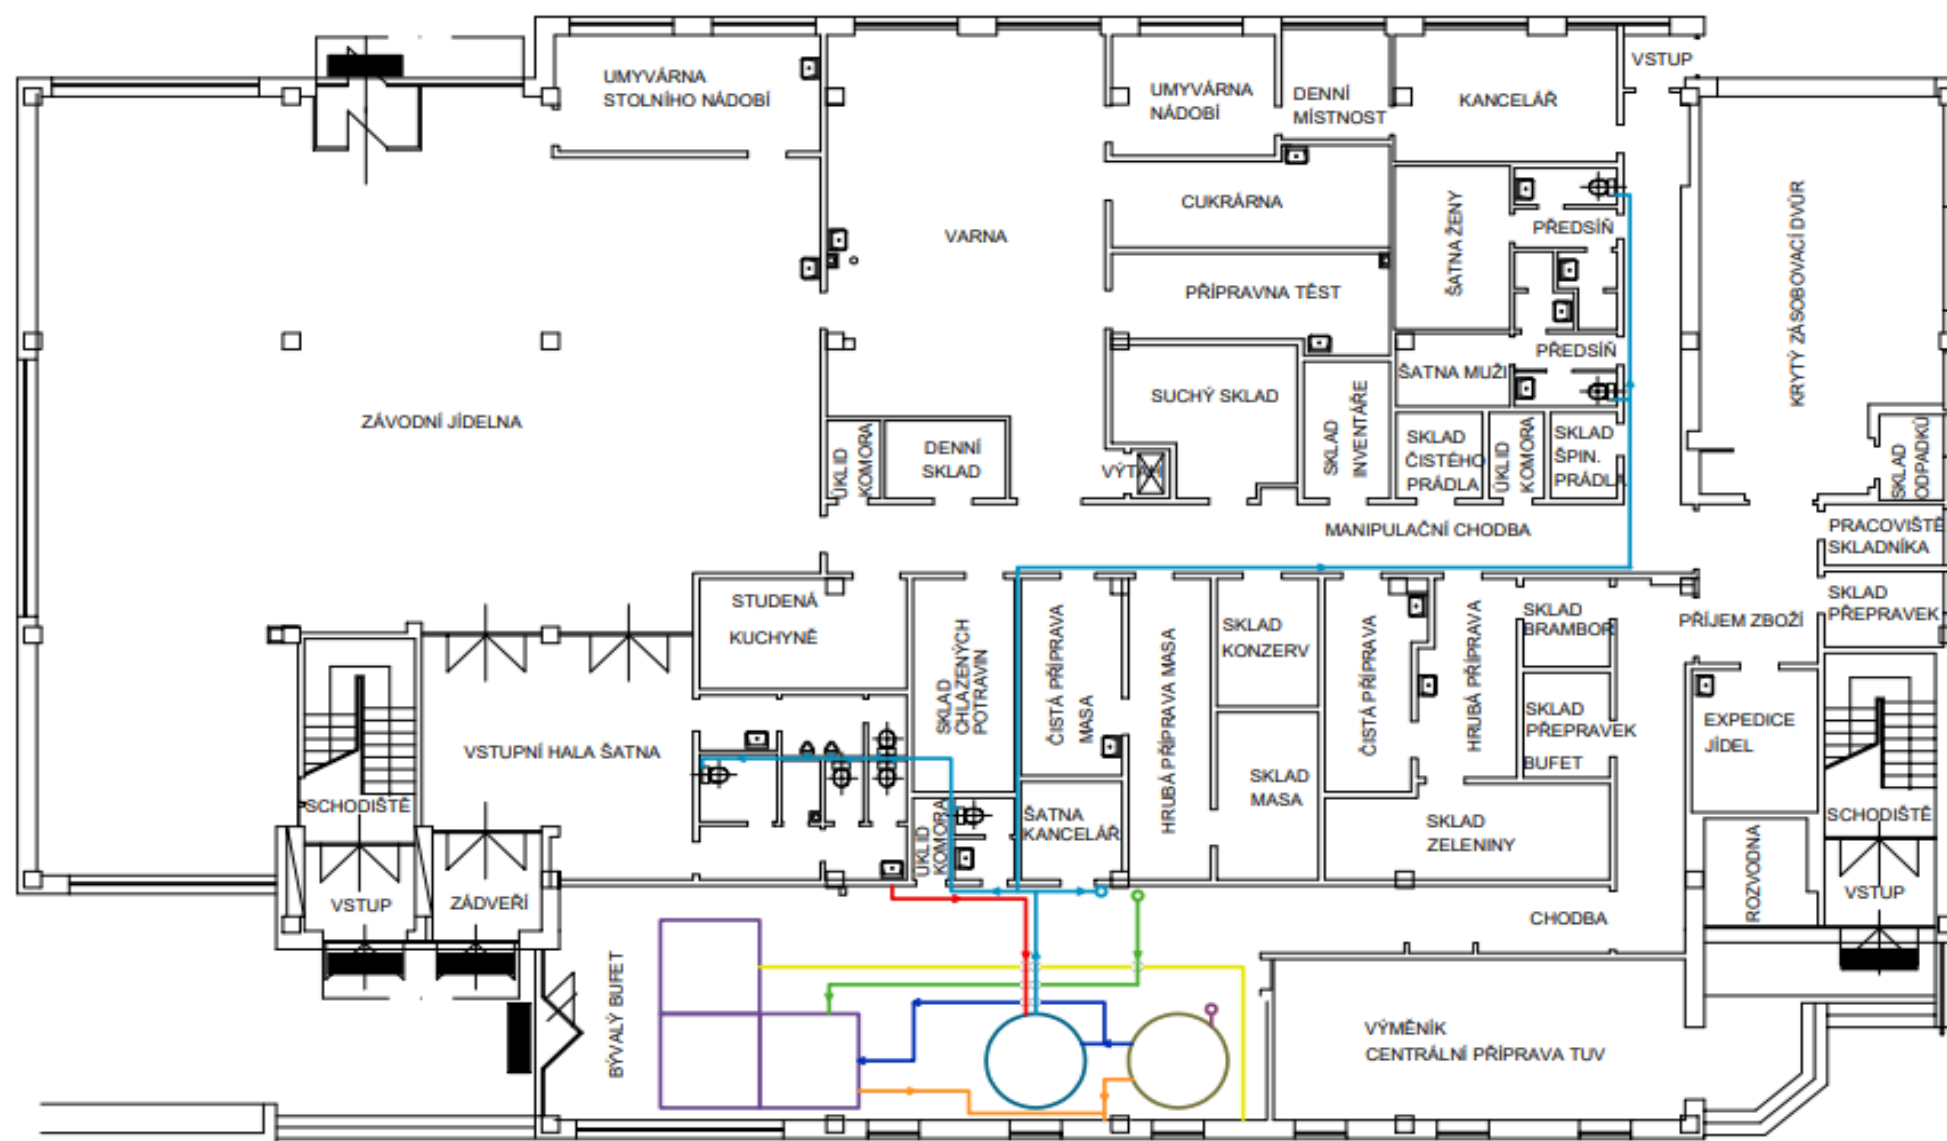 UMYVÁRNA
STOLNÍHO NÁDOBÍ
UMYVÁRNA
NÁDOBÍ
DENNÍ
MÍSTNOST
KANCELÁŘ
VSTUP
CUKRÁRNA
VARNA
ŠATNA ŽENY
PŘEDSÍŇ
KRYTÝ ZÁSOBOVACÍ DVŮR
PŘÍPRAVNA TĚST
PŘEDSÍŇ
ŠATNA MUŽI
SUCHÝ SKLAD
ZÁVODNÍ JÍDELNA
ÚKLID
KOMORA
DENNÍ
SKLAD
SKLAD
INVENTÁŘE
SKLAD
ČISTÉHO
PRÁDLA
ÚKLID
KOMORA
SKLAD
ŠPIN.
PRÁDLA
SKLAD
ODPADKŮ
MANIPULAČNÍ CHODBA
PRACOVIŠTĚ
SKLADNÍKA
STUDENÁ
KUCHYNĚ
SKLAD
CHLAZENÝCH
POTRAVIN
ČISTÁ PŘÍPRAVA
MASA
HRUBÁ PŘÍPRAVA MASA
SKLAD
KONZERV
ČISTÁ PŘÍPRAVA
HRUBÁ PŘÍPRAVA
SKLAD
BRAMBOR
PŘÍJEM ZBOŽÍ
SKLAD
PŘEPRAVEK
SKLAD
PŘEPRAVEK
BUFET
EXPEDICE
JÍDEL
VSTUPNÍ HALA ŠATNA
SKLAD
MASA
SCHODIŠTĚ
ÚKLID
KOMORA
ŠATNA
KANCELÁŘ
SKLAD
ZELENINY
SCHODIŠTĚ
ROZVODNA
VSTUP
ZÁDVEŘÍ
VSTUP
CHODBA
BÝVALÝ BUFET
VÝMĚNÍK
CENTRÁLNÍ PŘÍPRAVA TUV